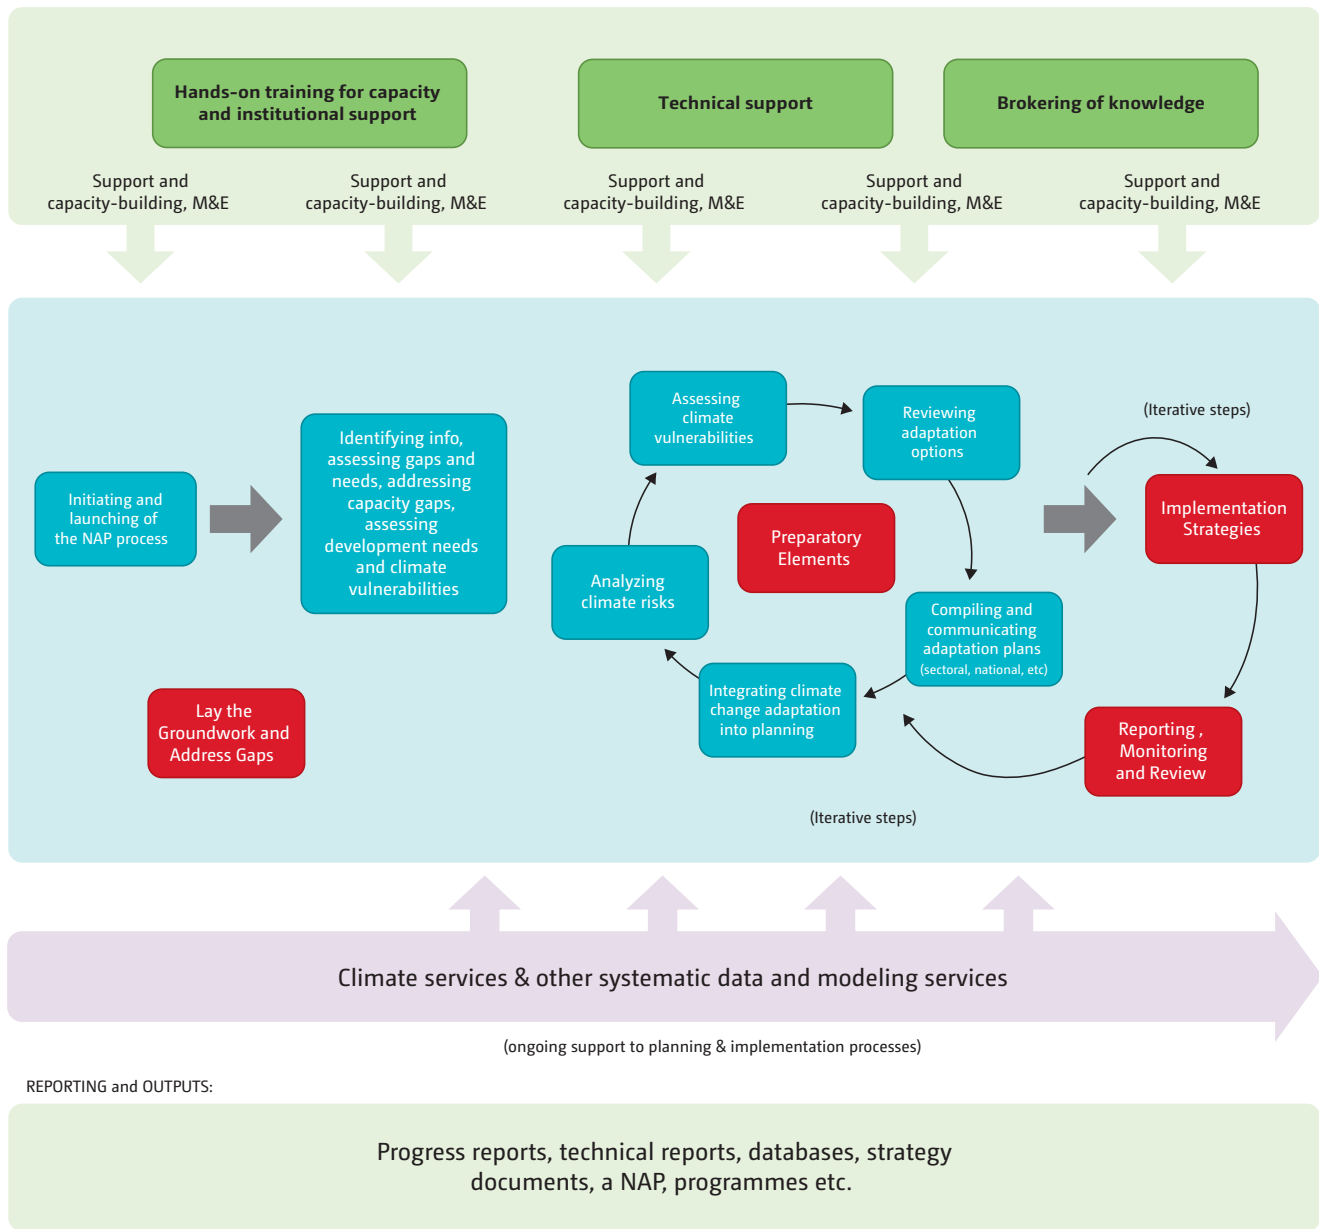 Hands-on training for capacity
and institutional support
Technical support
Brokering of knowledge
Support and
capacity-building, M&E
Support and
capacity-building, M&E
Support and
capacity-building, M&E
Support and
capacity-building, M&E
Support and
capacity-building, M&E
Initiating and
launching of
the NAP process
Identifying info,
assessing gaps and
needs, addressing
capacity gaps,
assessing
development needs
and climate
vulnerabilities
Lay the
Groundwork and
Address Gaps
Assessing
climate
vulnerabilities
Reviewing
adaptation
options
Preparatory
Elements
Analyzing
climate risks
Compiling and
communicating
adaptation plans
(sectoral, national, etc)
Integrating climate
change adaptation
into planning
(Iterative steps)
Implementation
Strategies
Reporting ,
Monitoring
and Review
(Iterative steps)
Climate services & other systematic data and modeling services
(ongoing support to planning & implementation processes)
REPORTING and OUTPUTS:
Progress reports, technical reports, databases, strategy
documents, a NAP, programmes etc.